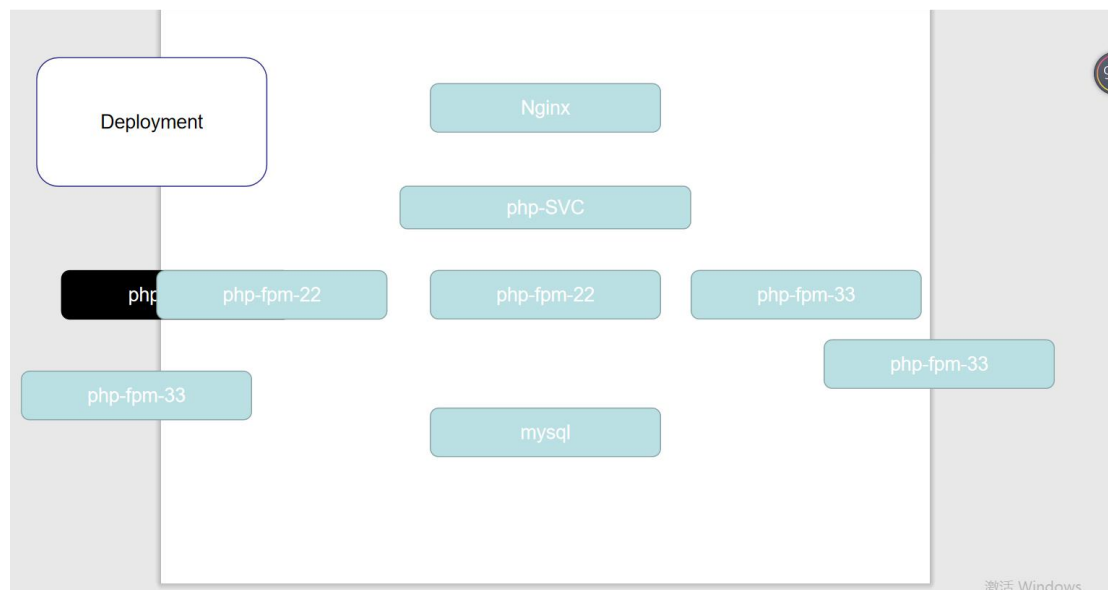 Deployment
Nginx
php-SVC
php
php-fpm-22
php-fpm-22
php-fpm-33
php-fpm-33
php-fpm-33
mysql
激活 Windows